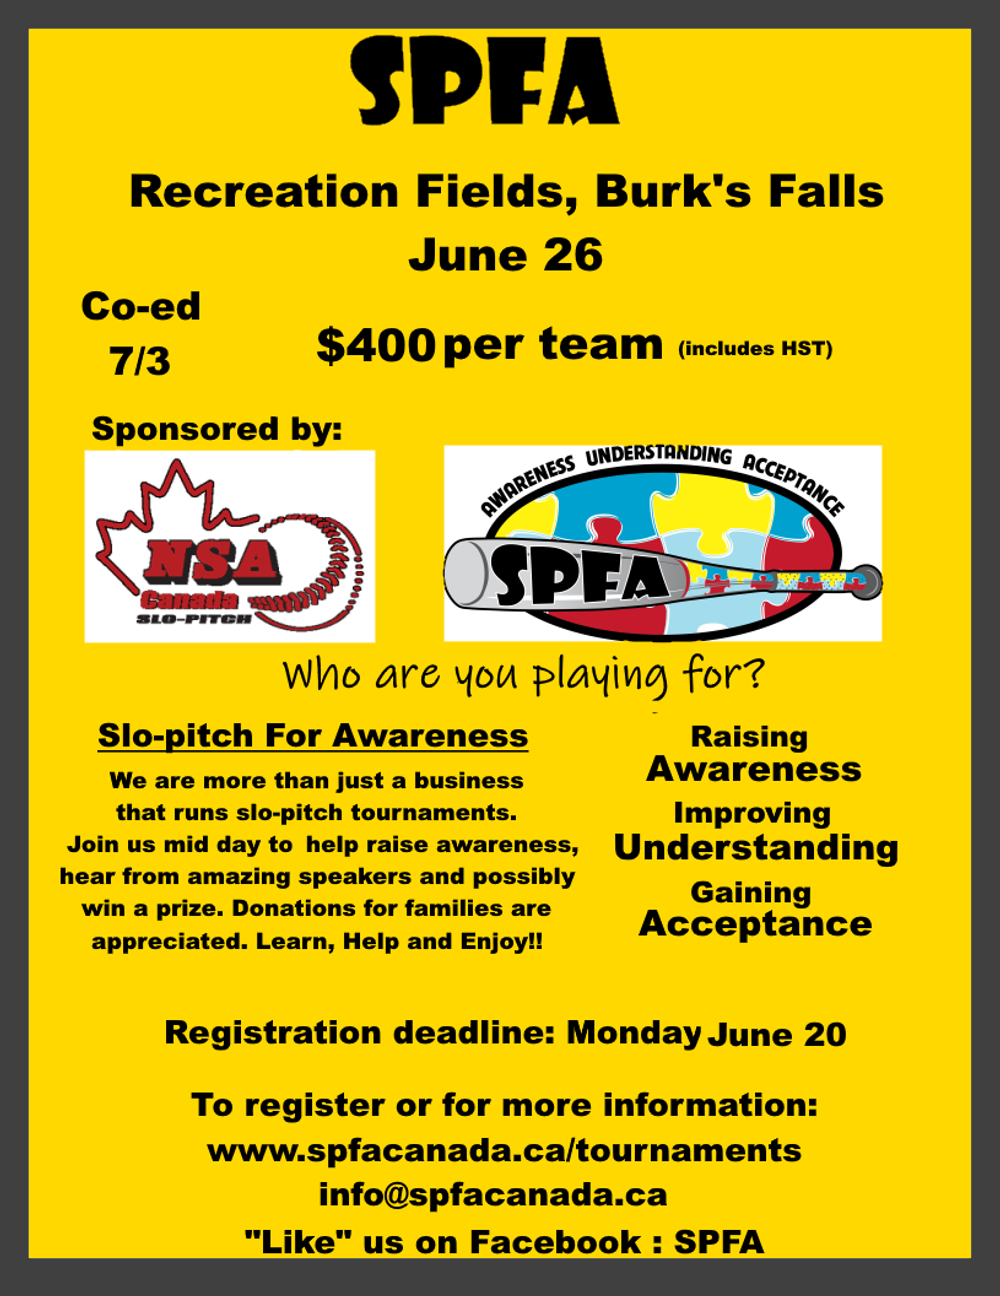 SPFA
Recreation Fields, Burk's Falls
June 26
Co-ed
7/3
$400 per team (includes HST)
Sponsored by:
NSA
Canada
SLO-PITCH
AWARENESS UNDERSTANDING ACCEPTANCE
SPFA
Who are you playing for?
Slo-pitch For Awareness
We are more than just a business
that runs slo-pitch tournaments.
Join us mid day to help raise awareness,
hear from amazing speakers and possibly
win a prize. Donations for families are
appreciated. Learn, Help and Enjoy!!
Raising
Awareness
Improving
Understanding
Gaining
Acceptance
Registration deadline: Monday June 20
To register or for more information:
www.spfacanada.ca/tournaments
info@spfacanada.ca
"Like" us on Facebook : SPFA